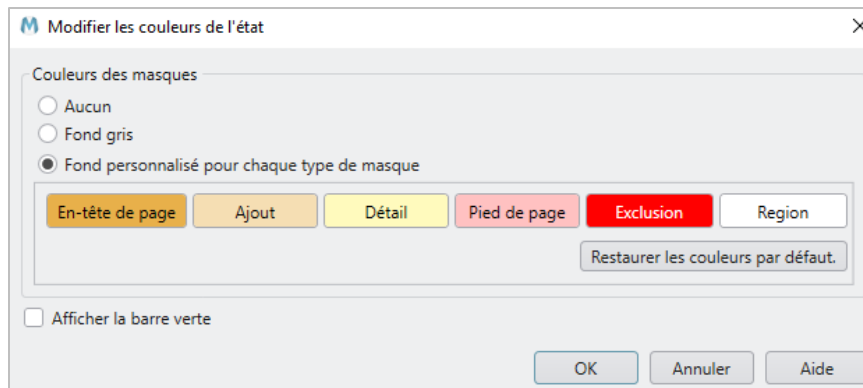 Modifier les couleurs de l'état
Couleurs des masques
Aucun
Fond gris
Fond personnalisé pour chaque type de masque
En-tête de page Ajout Détail Pied de page Exclusion Region
Restaurer les couleurs par défaut.
Afficher la barre verte
OK Annuler Aide